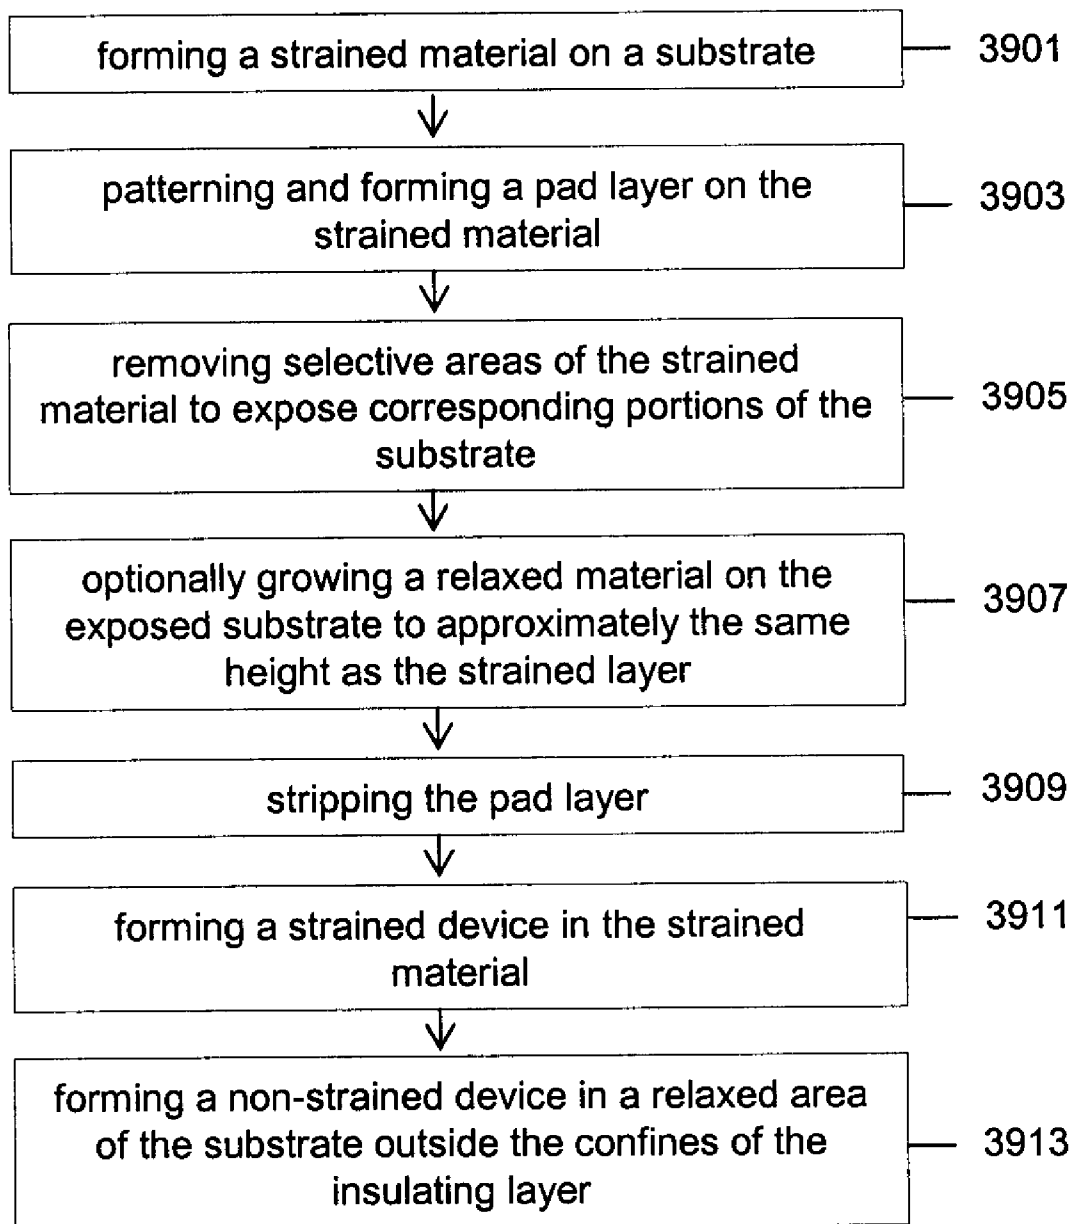 forming a strained material on a substrate
3901
patterning and forming a pad layer on the
strained material
3903
removing selective areas of the strained
material to expose corresponding portions of the
substrate
3905
optionally growing a relaxed material on the
exposed substrate to approximately the same
height as the strained layer
3907
stripping the pad layer
3909
forming a strained device in the strained
material
3911
forming a non-strained device in a relaxed area
of the substrate outside the confines of the
insulating layer
3913